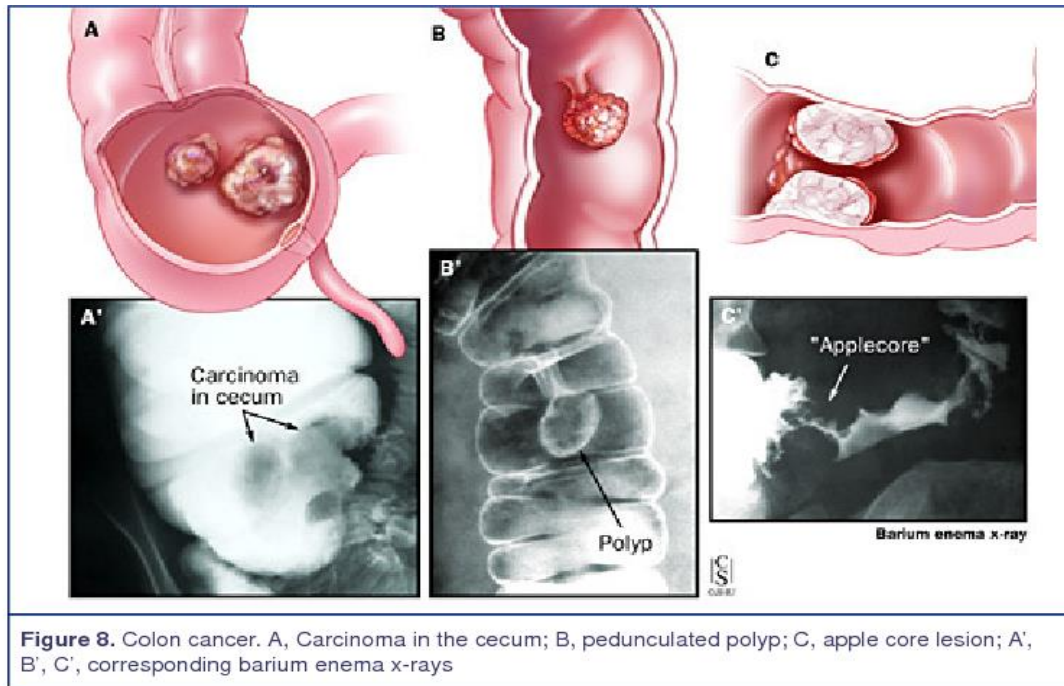 A
B
C
A'
Carcinoma
in cecum
B'
Polyp
C'
"Applecore"
Barium enema x-ray
CS
Figure 8. Colon cancer. A, Carcinoma in the cecum; B, pedunculated polyp; C, apple core lesion; A',
B', C', corresponding barium enema x-rays